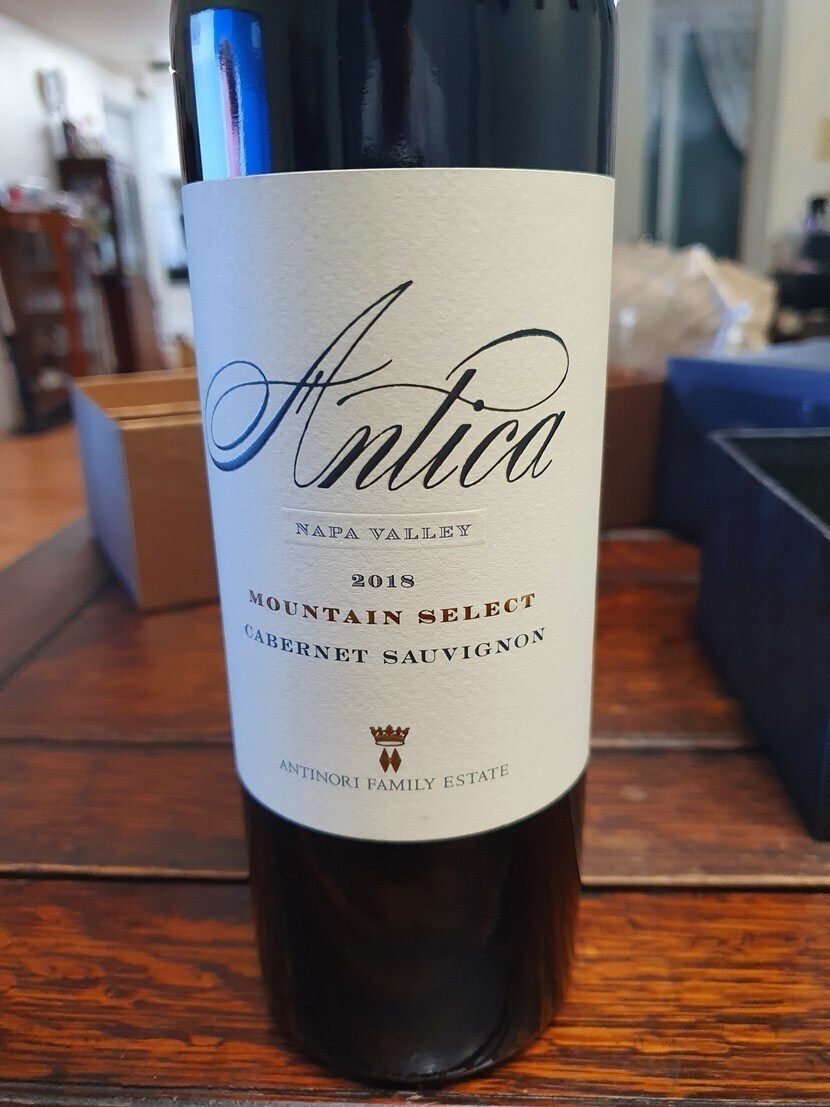 Antica
NAPA VALLEY
2018
MOUNTAIN SELECT
CABERNET SAUVIGNON
ANTINORI FAMILY ESTATE